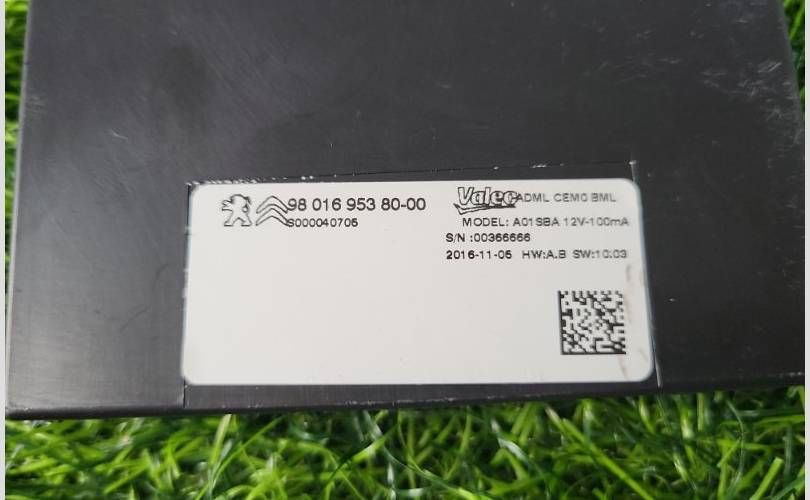 98 016 953 80-00
S000040705
Valeo ADML CEM0 BML
MODEL: A01SBA 12V-100mA
S/N :00366666
2016-11-05 HW:A.B SW:10.03